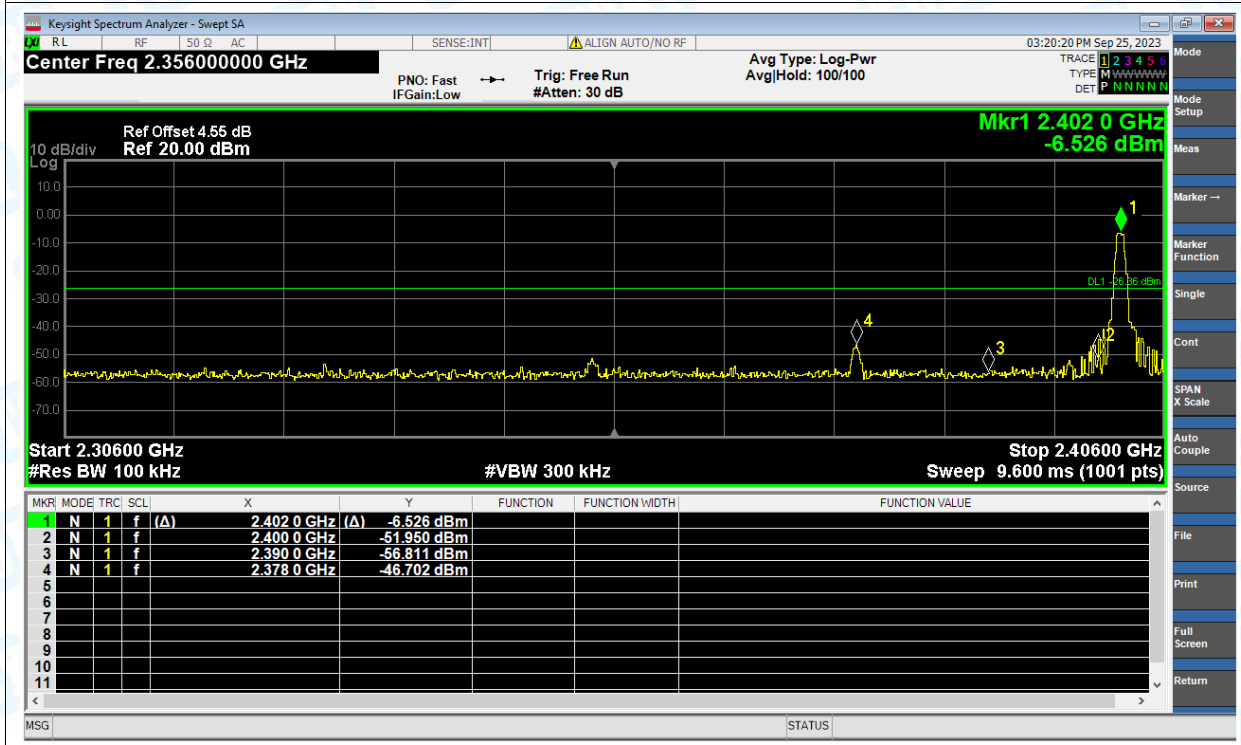 Keysight Spectrum Analyzer - Swept SA
LXI RL RF 50 Ω AC SENSE:INT ALIGN AUTO/NO RF 03:20:20 PM Sep 25, 2023
Center Freq 2.356000000 GHz
PNO: Fast
IFGain:Low
Trig: Free Run
#Atten: 30 dB
Avg Type: Log-Pwr
Avg|Hold: 100/100
TRACE 1 2 3 4 5 6
TYPE M WWWWW
DET P N N N N N
Ref Offset 4.55 dB
10 dB/div Ref 20.00 dBm
Log
Mkr1 2.402 0 GHz
-6.526 dBm
10.0
0.00
-10.0
-20.0
-30.0
-40.0
-50.0
-60.0
-70.0
1
DL1 -26.36 dBm
4
3
2
Start 2.30600 GHz
Stop 2.40600 GHz
#Res BW 100 kHz
#VBW 300 kHz
Sweep 9.600 ms (1001 pts)
MKR MODE TRC SCL X Y FUNCTION FUNCTION WIDTH FUNCTION VALUE
1 N 1 f (Δ) 2.402 0 GHz (Δ) -6.526 dBm
2 N 1 f 2.400 0 GHz -51.950 dBm
3 N 1 f 2.390 0 GHz -56.811 dBm
4 N 1 f 2.378 0 GHz -46.702 dBm
5
6
7
8
9
10
11
MSG
STATUS
Mode
Mode
Setup
Meas
Marker →
Marker
Function
Single
Cont
SPAN
X Scale
Auto
Couple
Source
File
Print
Full
Screen
Return